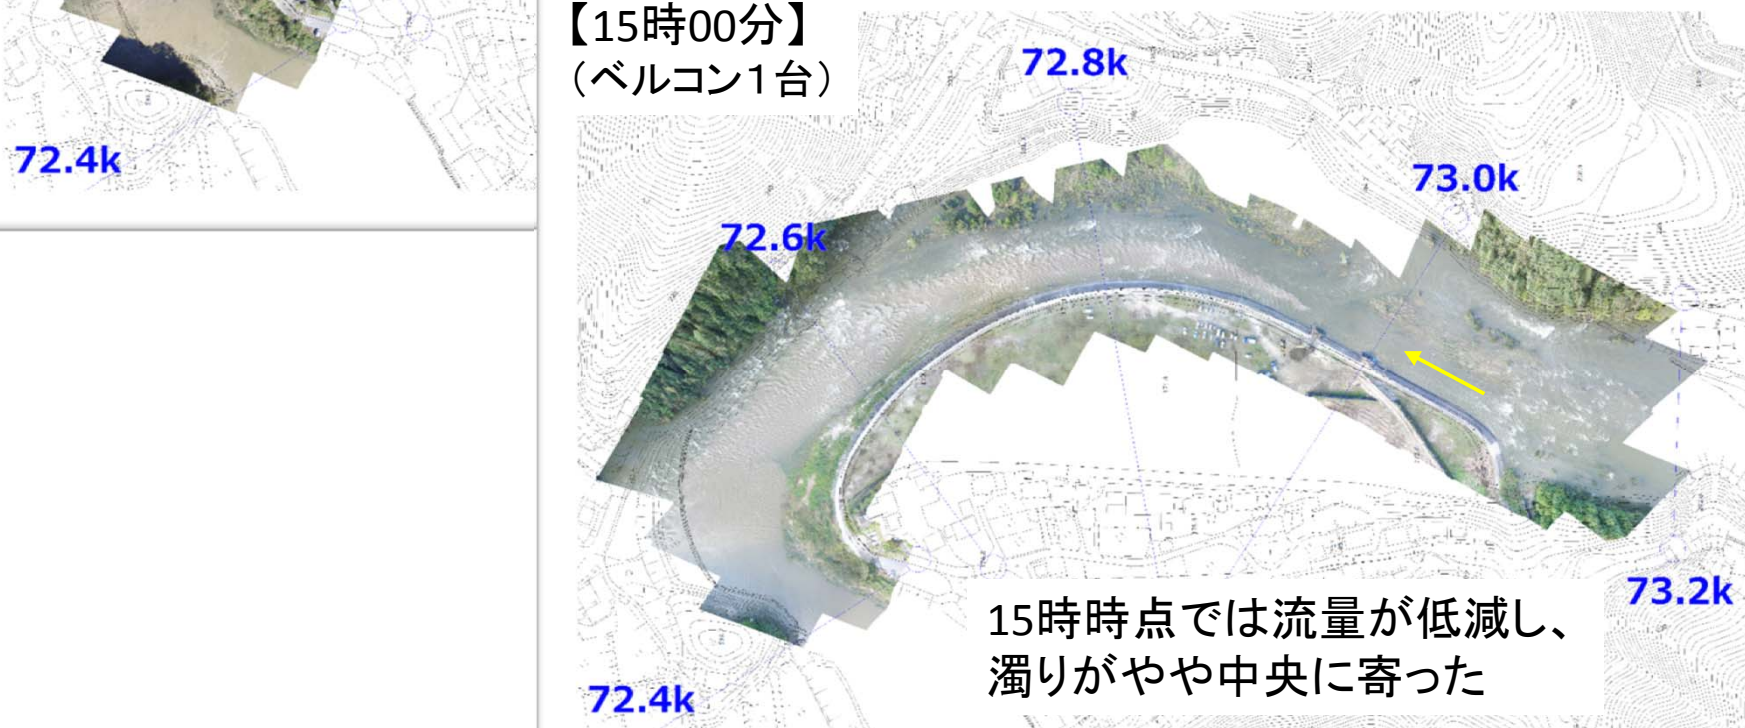 【15時00分】
（ベルコン１台）
72.8k
73.0k
72.4k
72.6k
73.2k
15時時点では流量が低減し、
濁りがやや中央に寄った
72.4k